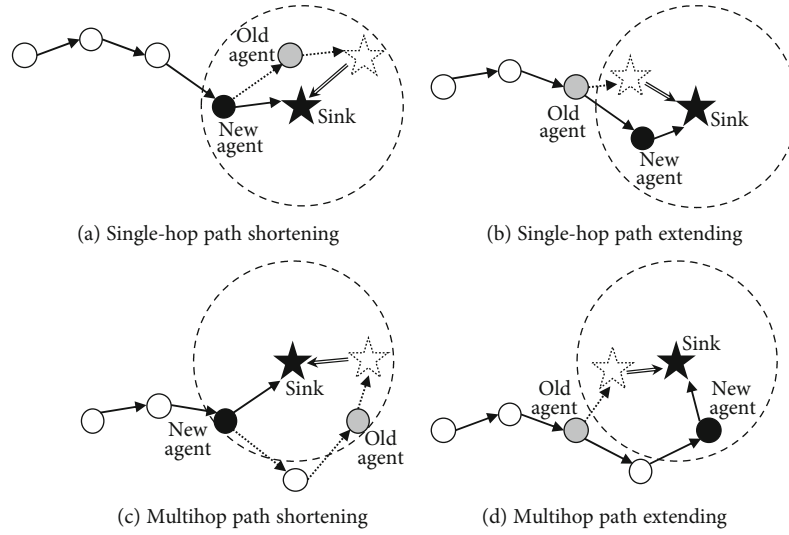 Old
agent
Sink
New
agent
(a) Single-hop path shortening
Old
agent
Sink
New
agent
(b) Single-hop path extending
Sink
New
agent
Old
agent
(c) Multihop path shortening
Sink
Old
agent
New
agent
(d) Multihop path extending